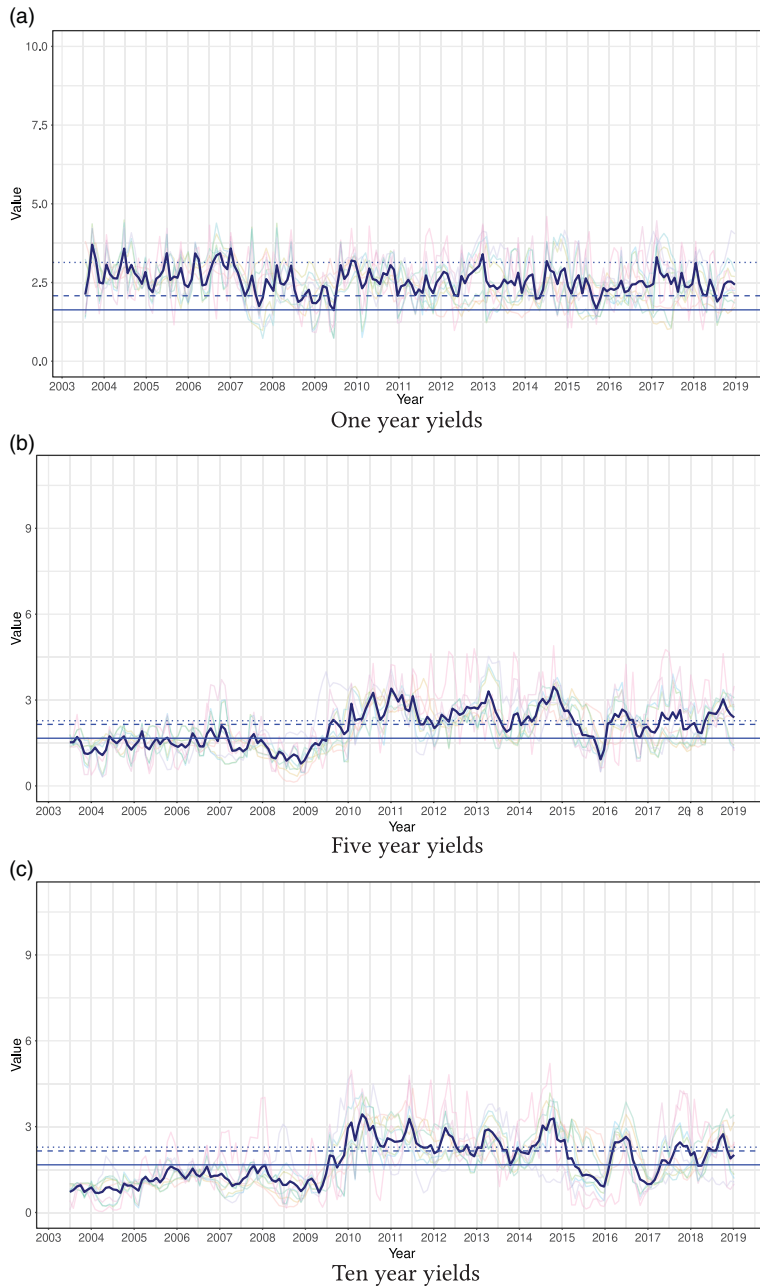 (a)
10.0
7.5
5.0
2.5
0.0
Value
2003 2004 2005 2006 2007 2008 2009 2010 2011 2012 2013 2014 2015 2016 2017 2018 2019
Year
One year yields
(b)
9
6
3
0
Value
2003 2004 2005 2006 2007 2008 2009 2010 2011 2012 2013 2014 2015 2016 2017 20 8 2019
Year
Five year yields
(c)
9
6
3
0
Value
2003 2004 2005 2006 2007 2008 2009 2010 2011 2012 2013 2014 2015 2016 2017 2018 2019
Year
Ten year yields